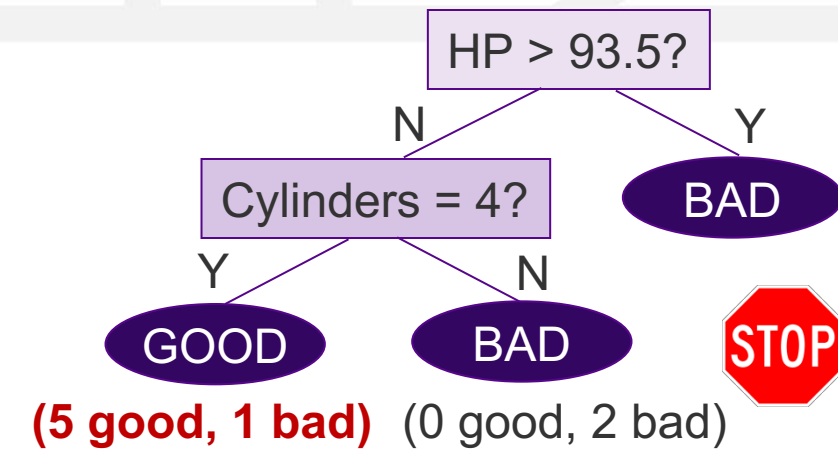 HP > 93.5?
N
Y
Cylinders = 4?
BAD
Y
N
GOOD
BAD
STOP
(5 good, 1 bad) (0 good, 2 bad)